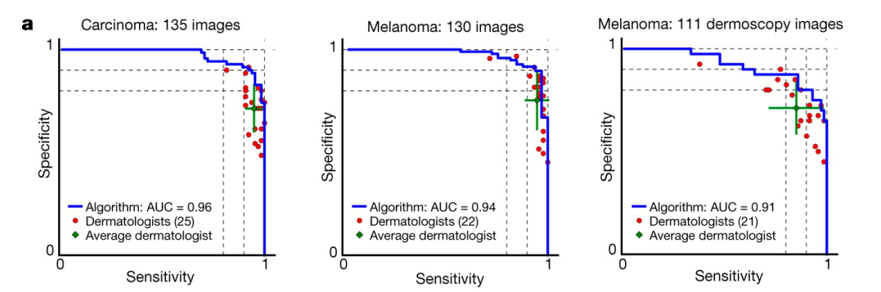 a
Carcinoma: 135 images
1
Specificity
Algorithm: AUC = 0.96
Dermatologists (25)
Average dermatologist
0
0
1
Sensitivity
Melanoma: 130 images
1
Specificity
Algorithm: AUC = 0.94
Dermatologists (22)
Average dermatologist
0
0
1
Sensitivity
Melanoma: 111 dermoscopy images
1
Specificity
Algorithm: AUC = 0.91
Dermatologists (21)
Average dermatologist
0
0
1
Sensitivity